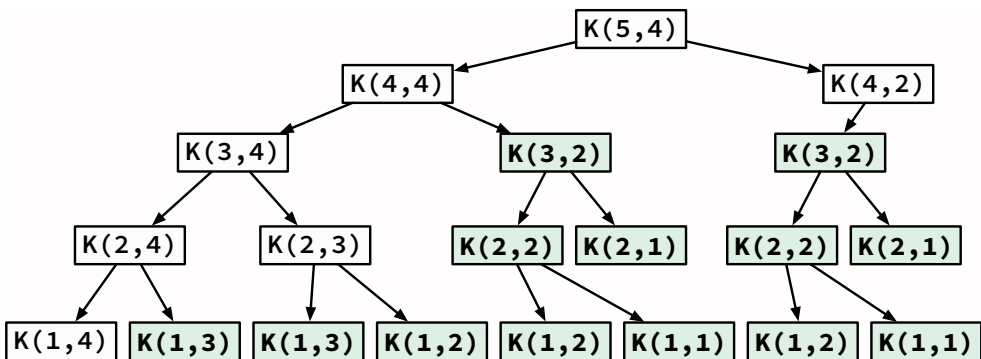 K(5,4)
K(4,4) K(4,2)
K(3,4) K(3,2) K(3,2)
K(2,4) K(2,3) K(2,2) K(2,1) K(2,2) K(2,1)
K(1,4) K(1,3) K(1,3) K(1,2) K(1,2) K(1,1) K(1,2) K(1,1)